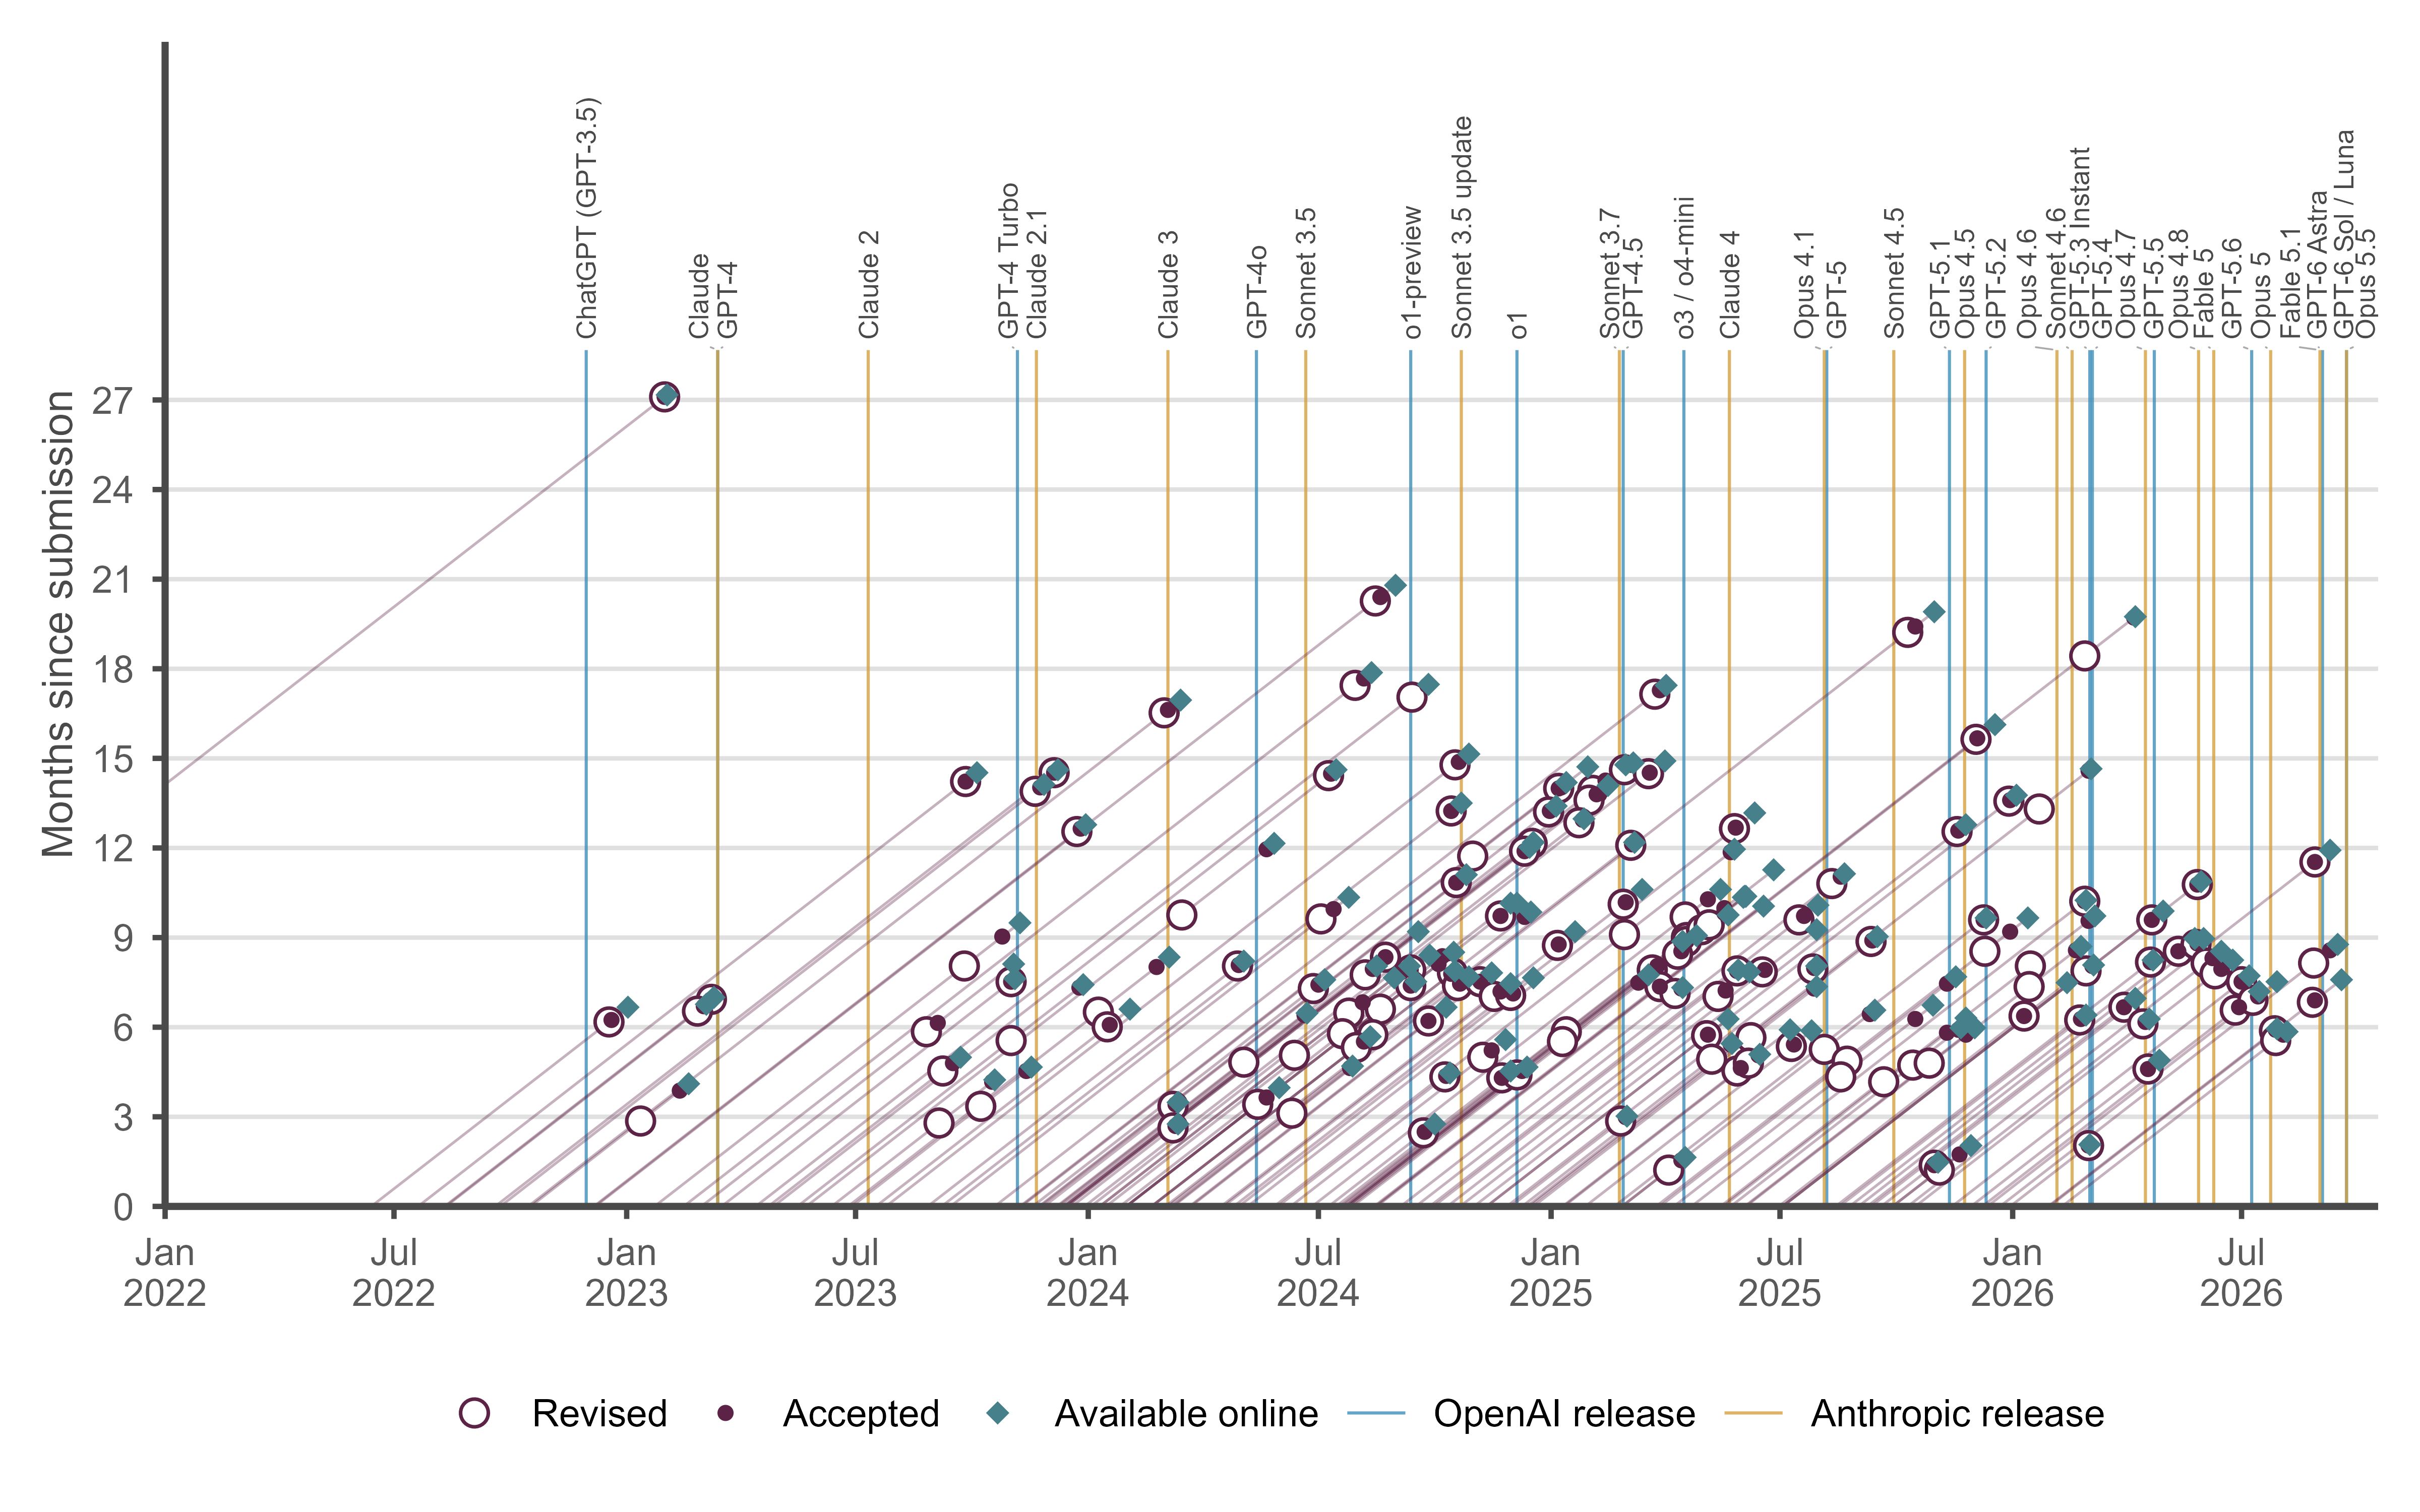 ChatGPT (GPT-3.5)
Claude
GPT-4
Claude 2
GPT-4 Turbo
Claude 2.1
Claude 3
GPT-4o
Sonnet 3.5
o1-preview
Sonnet 3.5 update
o1
Sonnet 3.7
GPT-4.5
o3 / o4-mini
Claude 4
Opus 4.1
GPT-5
Sonnet 4.5
GPT-5.1
Opus 4.5
GPT-5.2
Opus 4.6
Sonnet 4.6
GPT-5.3 Instant
GPT-5.4
Opus 4.7
GPT-5.5
Opus 4.8
Fable 5
GPT-5.6
Opus 5
Fable 5.1
GPT-6 Astra
GPT-6 Sol / Luna
Opus 5.5
Months since submission
27
24
21
18
15
12
9
6
3
0
Jan
2022
Jul
2022
Jan
2023
Jul
2023
Jan
2024
Jul
2024
Jan
2025
Jul
2025
Jan
2026
Jul
2026
Revised
Accepted
Available online
OpenAI release
Anthropic release